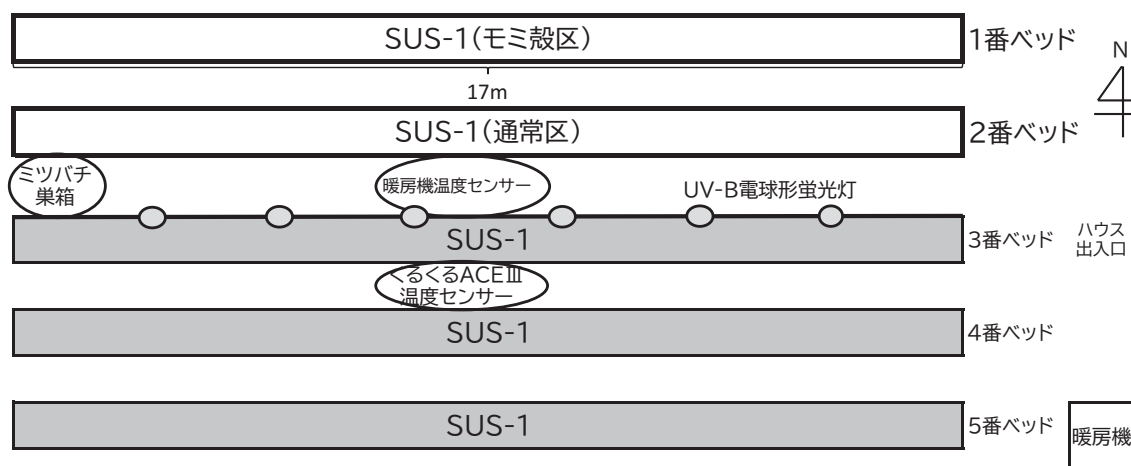 SUS-1(モミ殻区)
1番ベッド
N
17m
SUS-1(通常区)
2番ベッド
ミツバチ
巣箱
暖房機温度センサー
UV-B電球形蛍光灯
SUS-1
3番ベッド
ハウス
出入口
くるくるACEⅢ
温度センサー
SUS-1
4番ベッド
SUS-1
5番ベッド
暖房機